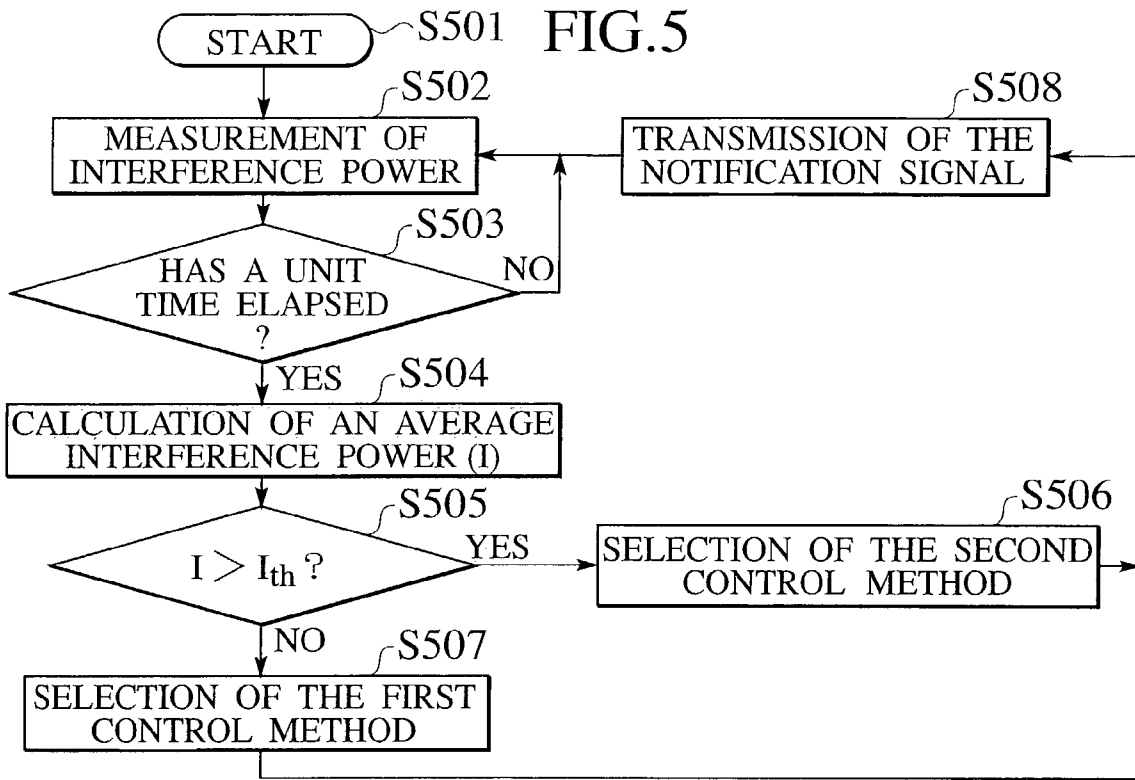 FIG.5
START
S501
S502
MEASUREMENT OF
INTERFERENCE POWER
S508
TRANSMISSION OF THE
NOTIFICATION SIGNAL
S503
HAS A UNIT
TIME ELAPSED
?
NO
YES
S504
CALCULATION OF AN AVERAGE
INTERFERENCE POWER (I)
S505
I > Ith ?
YES
S506
SELECTION OF THE SECOND
CONTROL METHOD
NO
S507
SELECTION OF THE FIRST
CONTROL METHOD